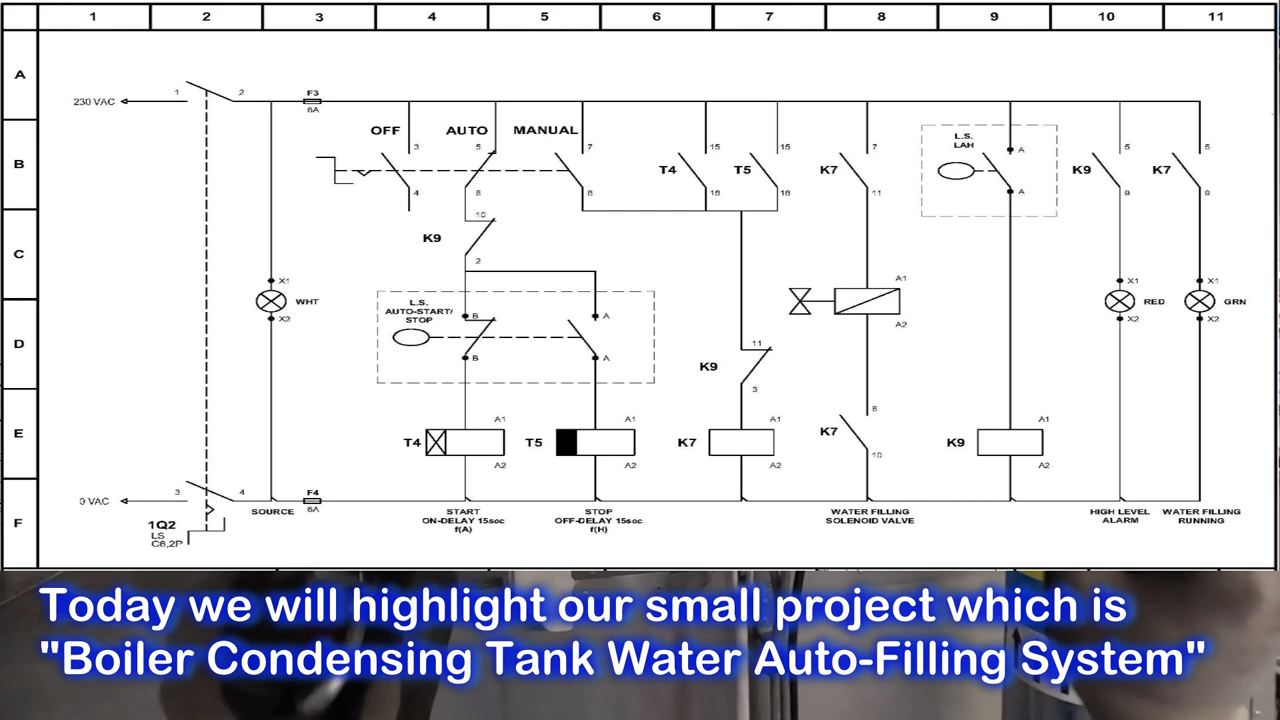 1 2 3 4 5 6 7 8 9 10 11
A
1 2 F3
230 VAC 6A
OFF AUTO MANUAL L.S.
LAH
3 5 7 15 15 7 A 5 5
B T4 T5 K7 K9 K7
4 6 8 18 18 11 A 9 9
10
K9
C 2
X1 A1 X1 X1
WHT L.S. RED GRN
AUTO-START/
STOP
X2 B A A2 X2 X2
D 11
B A K9
3
A1 A1 A1 6 A1
E T4 T5 K7 K7 K9
A2 A2 A2 10 A2
3 4 F4
0 VAC 6A
F SOURCE START STOP WATER FILLING HIGH LEVEL WATER FILLING
ON-DELAY 15sec OFF-DELAY 15sec SOLENOID VALVE ALARM RUNNING
1Q2 f(A) f(H)
LS
C6,2P
Today we will highlight our small project which is
"Boiler Condensing Tank Water Auto-Filling System"